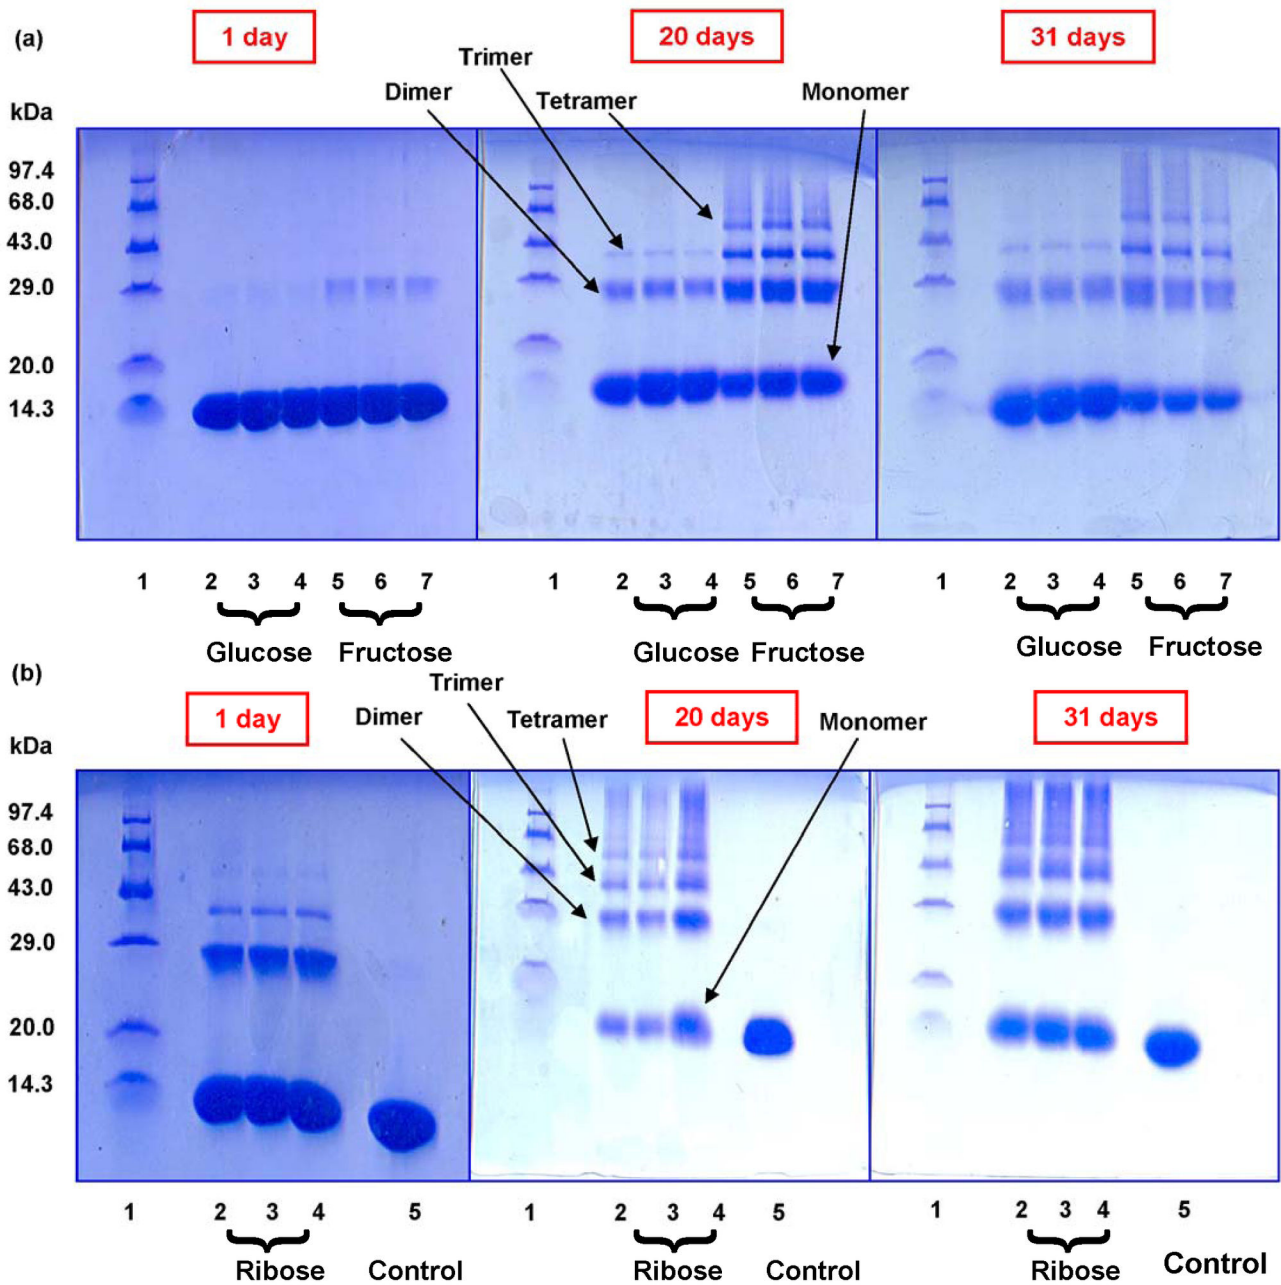 (a)
1 day
20 days
31 days
Trimer
Dimer
Tetramer
Monomer
kDa
97.4
68.0
43.0
29.0
20.0
14.3
1 2 3 4 5 6 7 1 2 3 4 5 6 7 1 2 3 4 5 6 7
Glucose Fructose Glucose Fructose Glucose Fructose
(b)
Trimer
1 day
Dimer
Tetramer
20 days
Monomer
31 days
kDa
97.4
68.0
43.0
29.0
20.0
14.3
1 2 3 4 5 1 2 3 4 5 1 2 3 4 5
Ribose Control Ribose Control Ribose Control